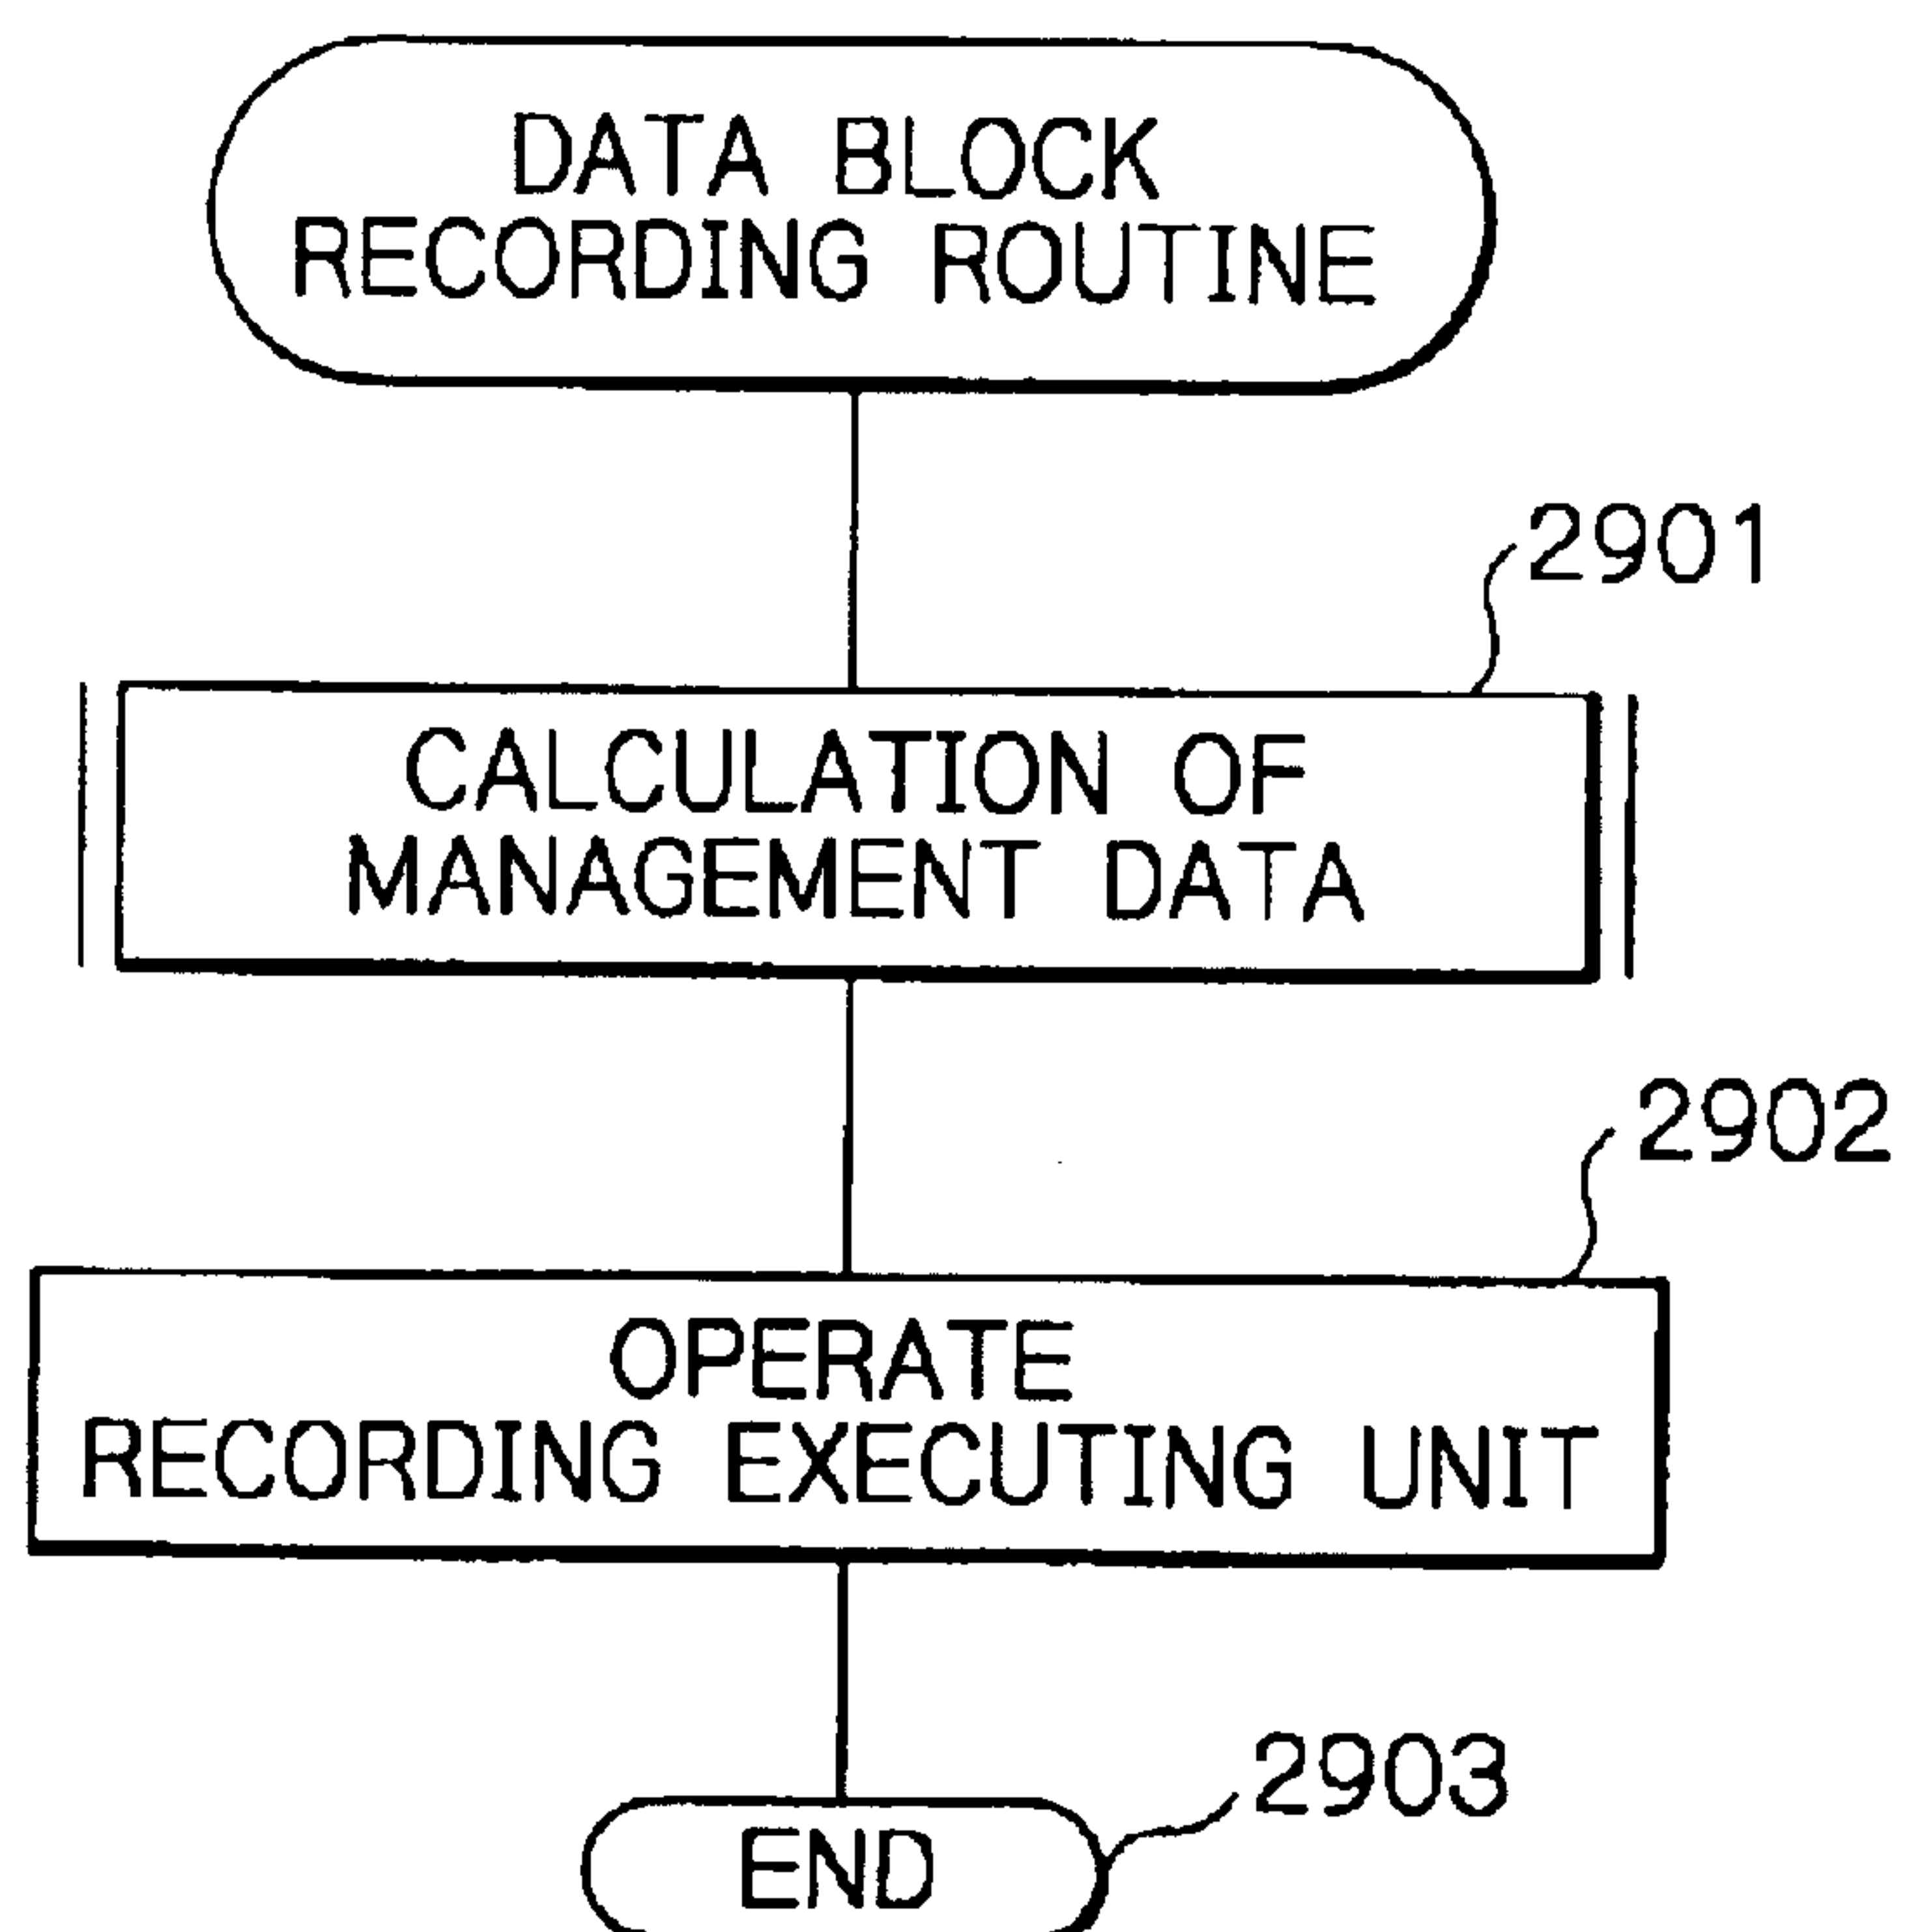 DATA BLOCK
RECORDING ROUTINE
2901
CALCULATION OF
MANAGEMENT DATA
2902
OPERATE
RECORDING EXECUTING UNIT
2903
END